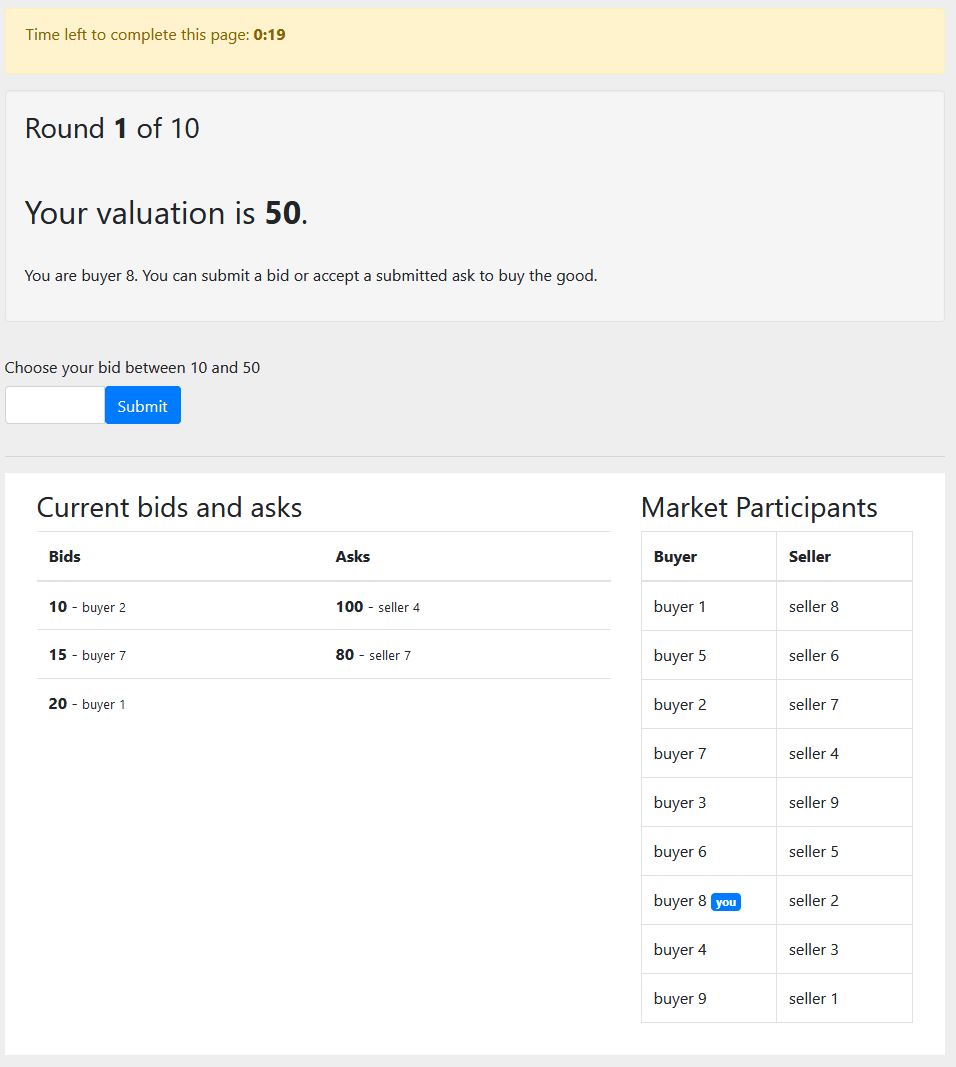 Time left to complete this page: 0:19
Round 1 of 10
Your valuation is 50.
You are buyer 8. You can submit a bid or accept a submitted ask to buy the good.
Choose your bid between 10 and 50
Submit
Current bids and asks
Bids Asks
10 - buyer 2 100 - seller 4
15 - buyer 7 80 - seller 7
20 - buyer 1
Market Participants
Buyer Seller
buyer 1 seller 8
buyer 5 seller 6
buyer 2 seller 7
buyer 7 seller 4
buyer 3 seller 9
buyer 6 seller 5
buyer 8 you seller 2
buyer 4 seller 3
buyer 9 seller 1